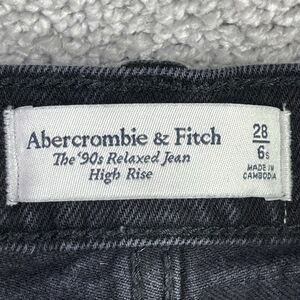 Abercrombie & Fitch
The '90s Relaxed Jean
High Rise
28
6s
MADE IN
CAMBODIA